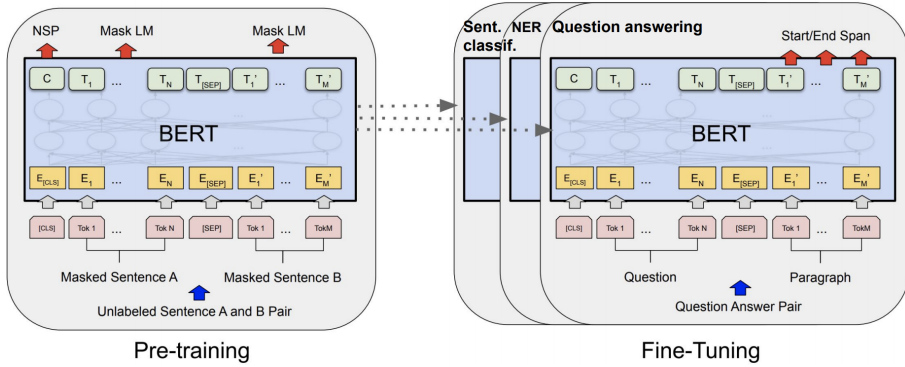 NSP Mask LM Mask LM
C T1 ... TN T[SEP] T1' ... TM'
BERT
E[CLS] E1 ... EN E[SEP] E1' ... EM'
[CLS] Tok 1 ... Tok N [SEP] Tok 1 ... TokM
Masked Sentence A Masked Sentence B
Unlabeled Sentence A and B Pair
Pre-training
Sent. classif.
NER
Question answering
Start/End Span
C T1 ... TN T[SEP] T1' ... TM'
BERT
E[CLS] E1 ... EN E[SEP] E1' ... EM'
[CLS] Tok 1 ... Tok N [SEP] Tok 1 ... TokM
Question Paragraph
Question Answer Pair
Fine-Tuning